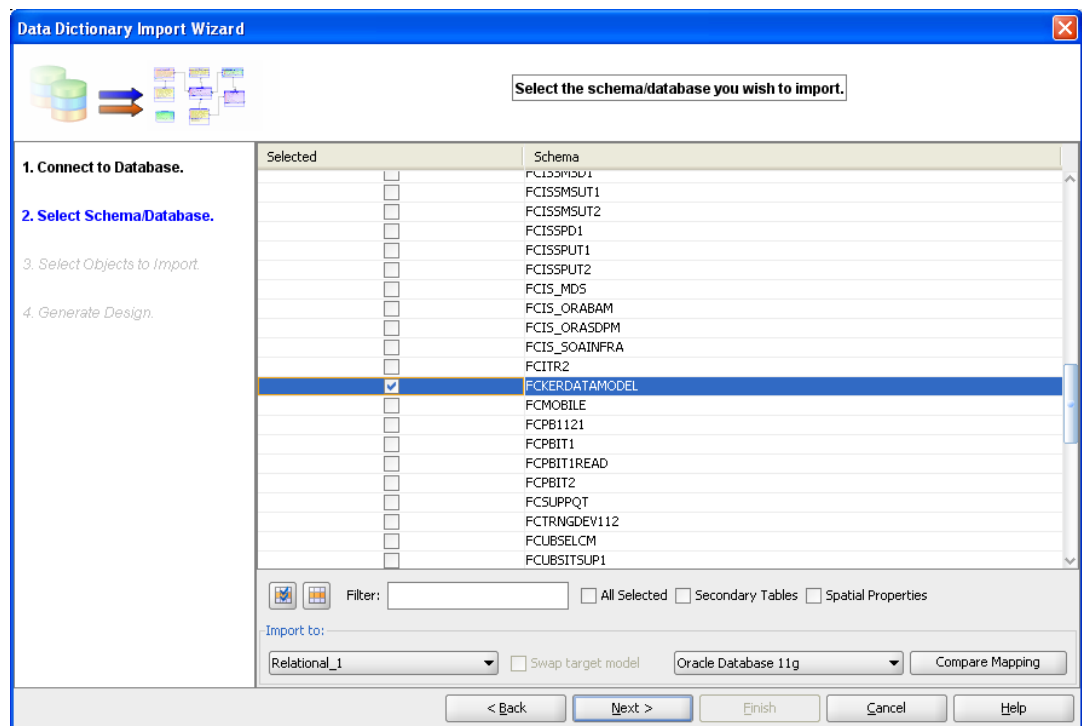 Data Dictionary Import Wizard
Select the schema/database you wish to import.
1. Connect to Database.
2. Select Schema/Database.
3. Select Objects to Import.
4. Generate Design.
Selected Schema
FCISSMSD1
FCISSMSUT1
FCISSMSUT2
FCISSPD1
FCISSPUT1
FCISSPUT2
FCIS_MDS
FCIS_ORABAM
FCIS_ORASDPM
FCIS_SOAINFRA
FCITR2
FCKERDATAMODEL
FCMOBILE
FCPB1121
FCPBIT1
FCPBIT1READ
FCPBIT2
FCSUPPQT
FCTRNGDEV112
FCUBSELCM
FCUBSITSUP1
Filter: All Selected Secondary Tables Spatial Properties
Import to:
Relational_1 Swap target model Oracle Database 11g Compare Mapping
< Back Next > Finish Cancel Help